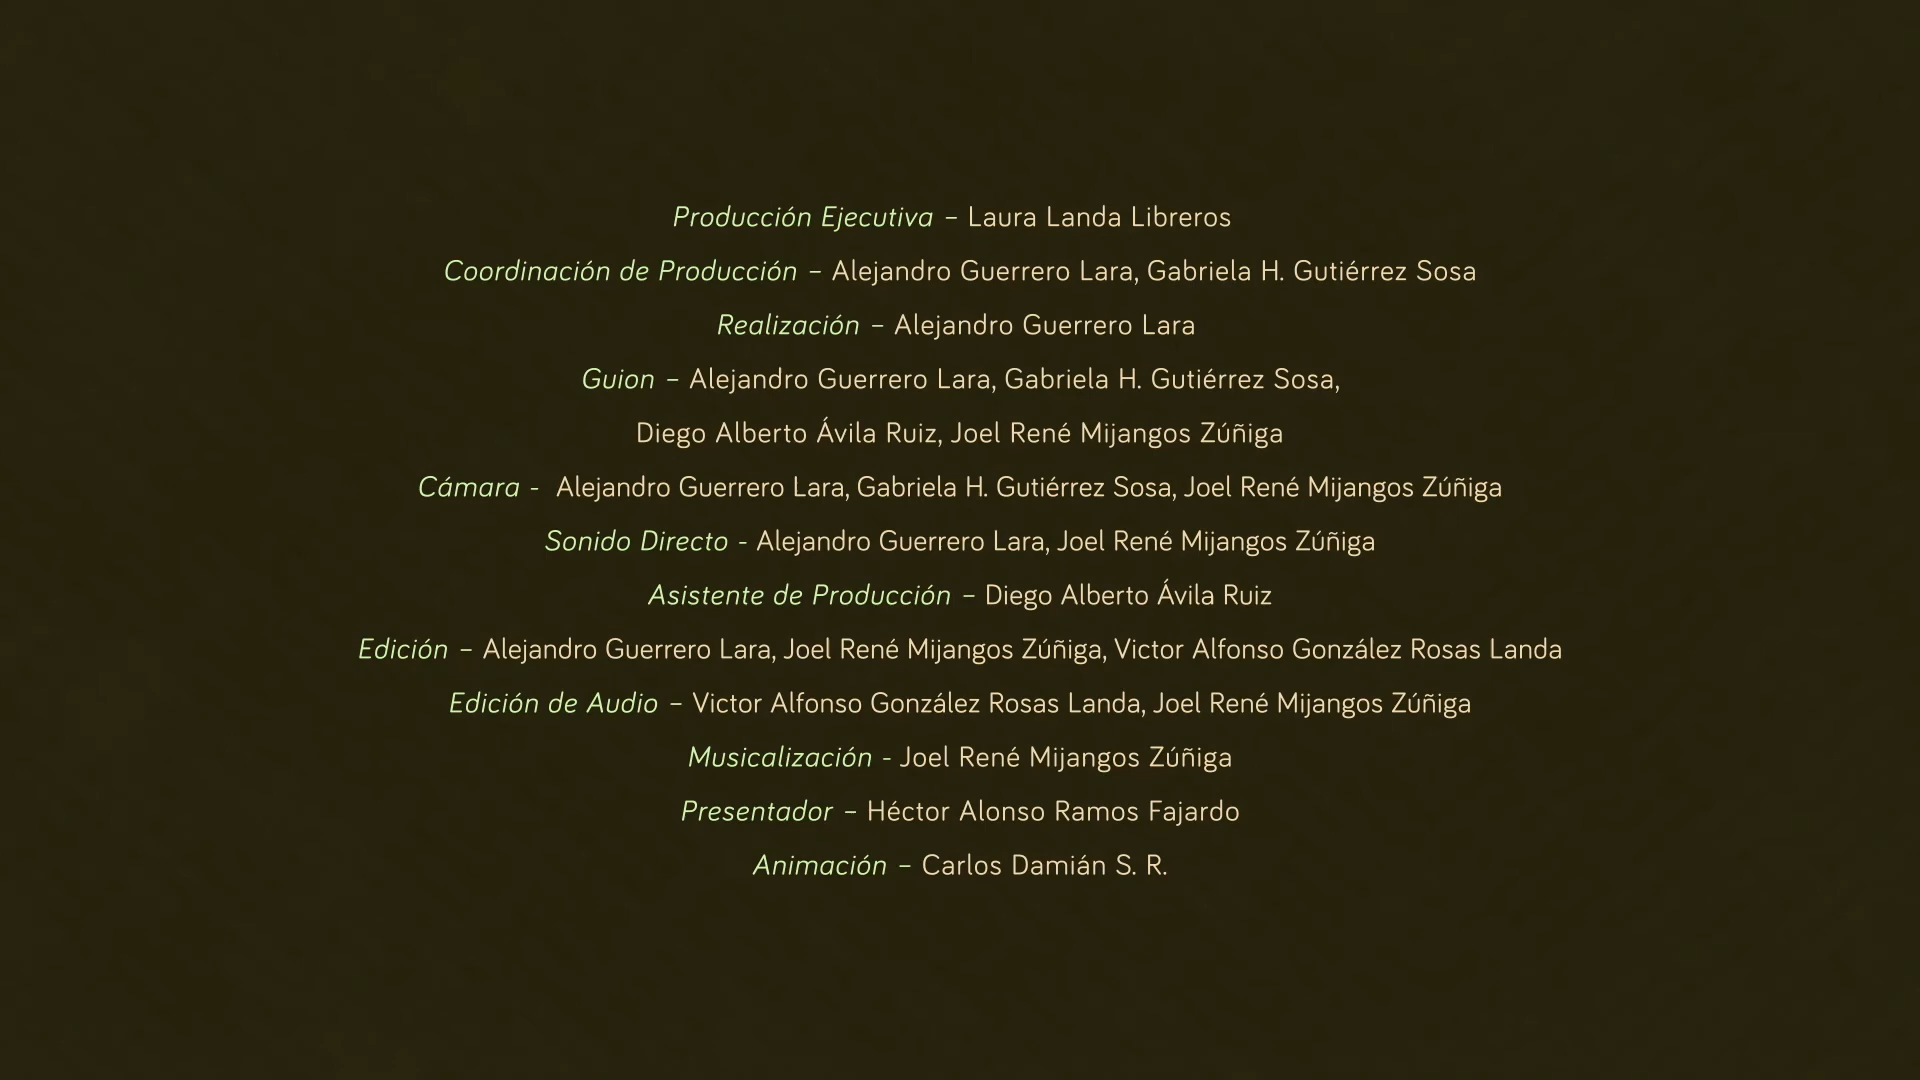 Producción Ejecutiva – Laura Landa Libreros
Coordinación de Producción – Alejandro Guerrero Lara, Gabriela H. Gutiérrez Sosa
Realización – Alejandro Guerrero Lara
Guion – Alejandro Guerrero Lara, Gabriela H. Gutiérrez Sosa,
Diego Alberto Ávila Ruiz, Joel René Mijangos Zúñiga
Cámara - Alejandro Guerrero Lara, Gabriela H. Gutiérrez Sosa, Joel René Mijangos Zúñiga
Sonido Directo - Alejandro Guerrero Lara, Joel René Mijangos Zúñiga
Asistente de Producción – Diego Alberto Ávila Ruiz
Edición – Alejandro Guerrero Lara, Joel René Mijangos Zúñiga, Victor Alfonso González Rosas Landa
Edición de Audio – Victor Alfonso González Rosas Landa, Joel René Mijangos Zúñiga
Musicalización - Joel René Mijangos Zúñiga
Presentador – Héctor Alonso Ramos Fajardo
Animación – Carlos Damián S. R.